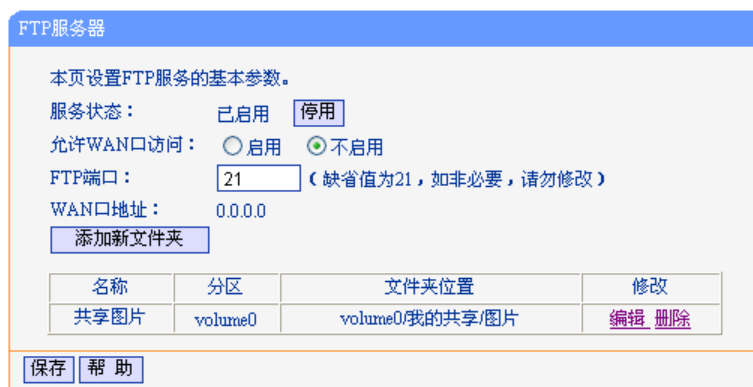 FTP服务器
本页设置FTP服务的基本参数。
服务状态： 已启用 停用
允许WAN口访问： 启用 不启用
FTP端口： 21 （缺省值为21，如非必要，请勿修改）
WAN口地址： 0.0.0.0
添加新文件夹
名称 分区 文件夹位置 修改
共享图片 volume0 volume0/我的共享/图片 编辑 删除
保存 帮 助